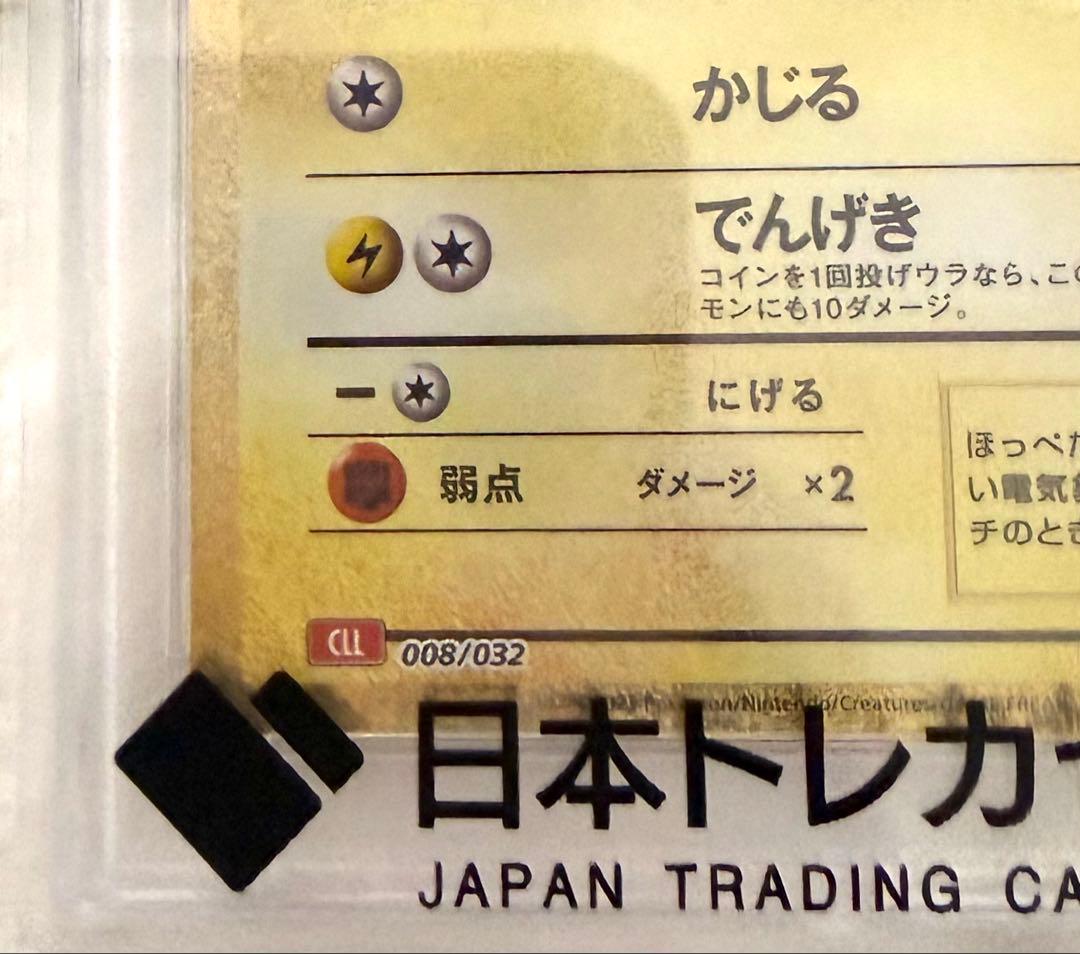 かじる
でんげき
コインを1回投げウラなら、この
モンにも10ダメージ。
にげる
弱点 ダメージ ×2
ほっぺた
い電気
チのとき
CLL 008/032
/Nintendo/Creatures
日本トレカ
JAPAN TRADING CA